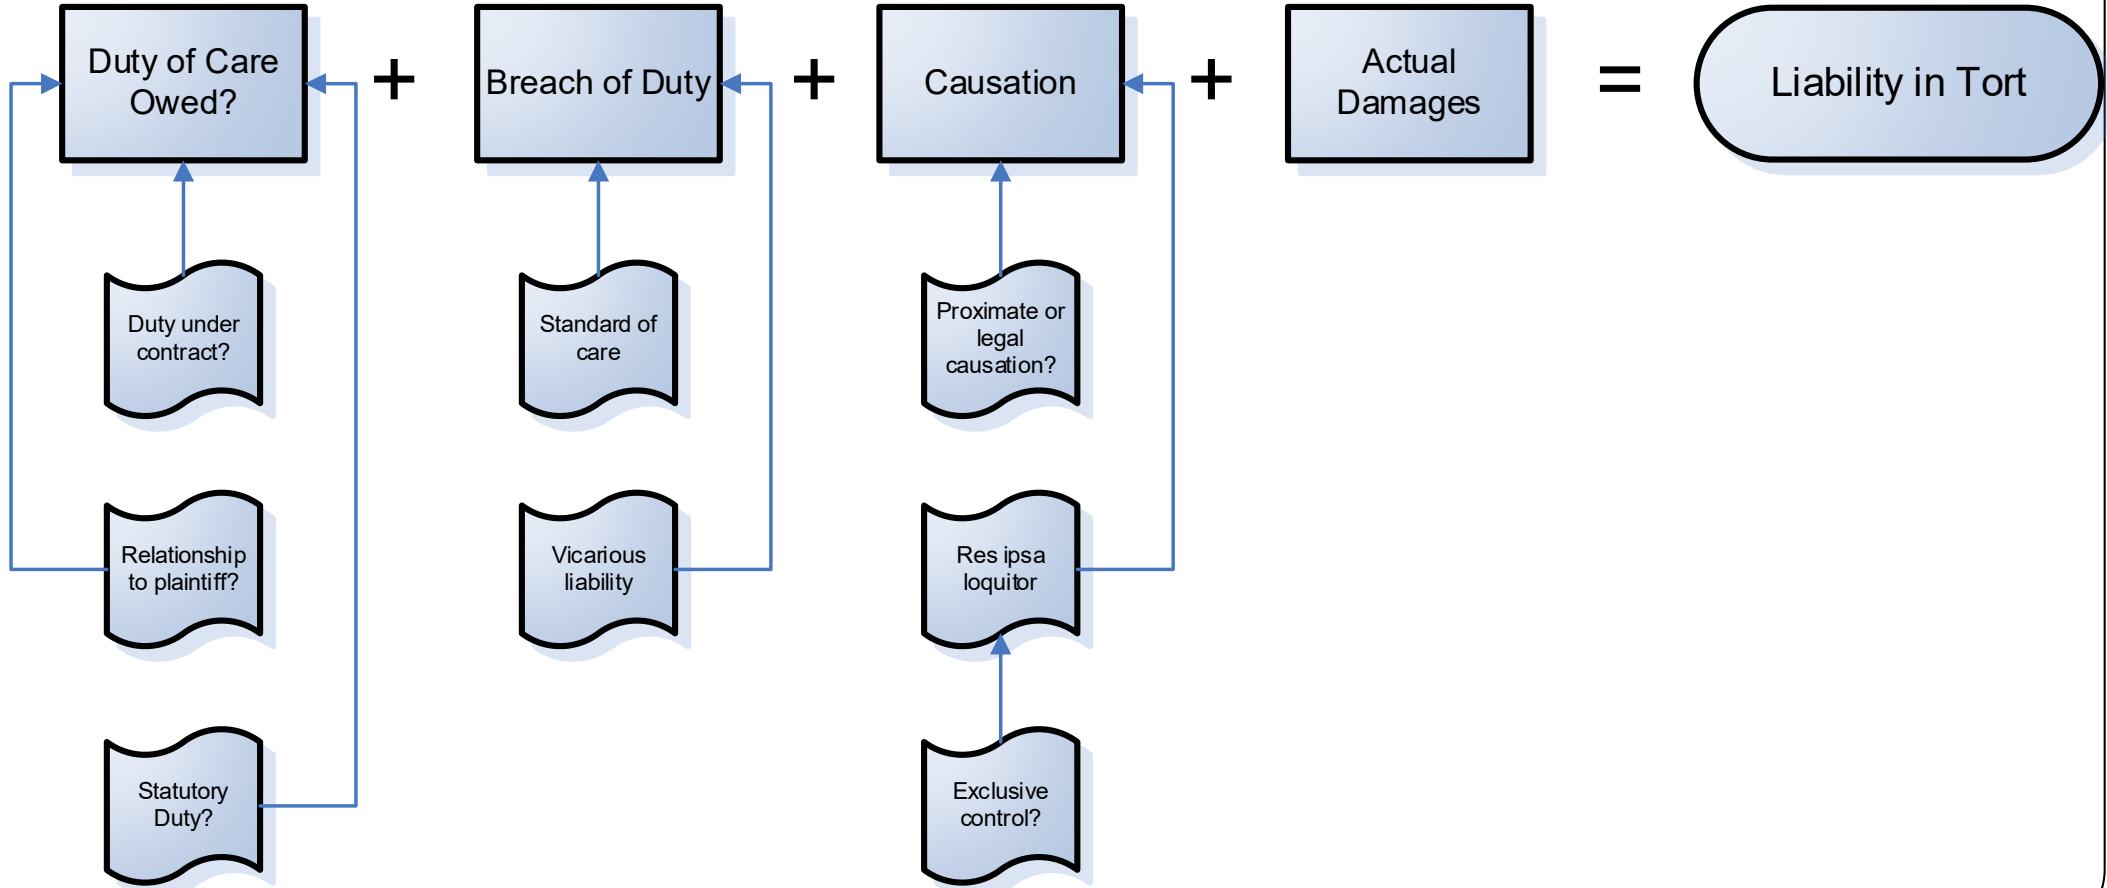 Duty of Care
Owed?
+
Breach of Duty
+
Causation
+
Actual
Damages
=
Liability in Tort
Duty under
contract?
Standard of
care
Proximate or
legal
causation?
Relationship
to plaintiff?
Vicarious
liability
Res ipsa
loquitor
Statutory
Duty?
Exclusive
control?